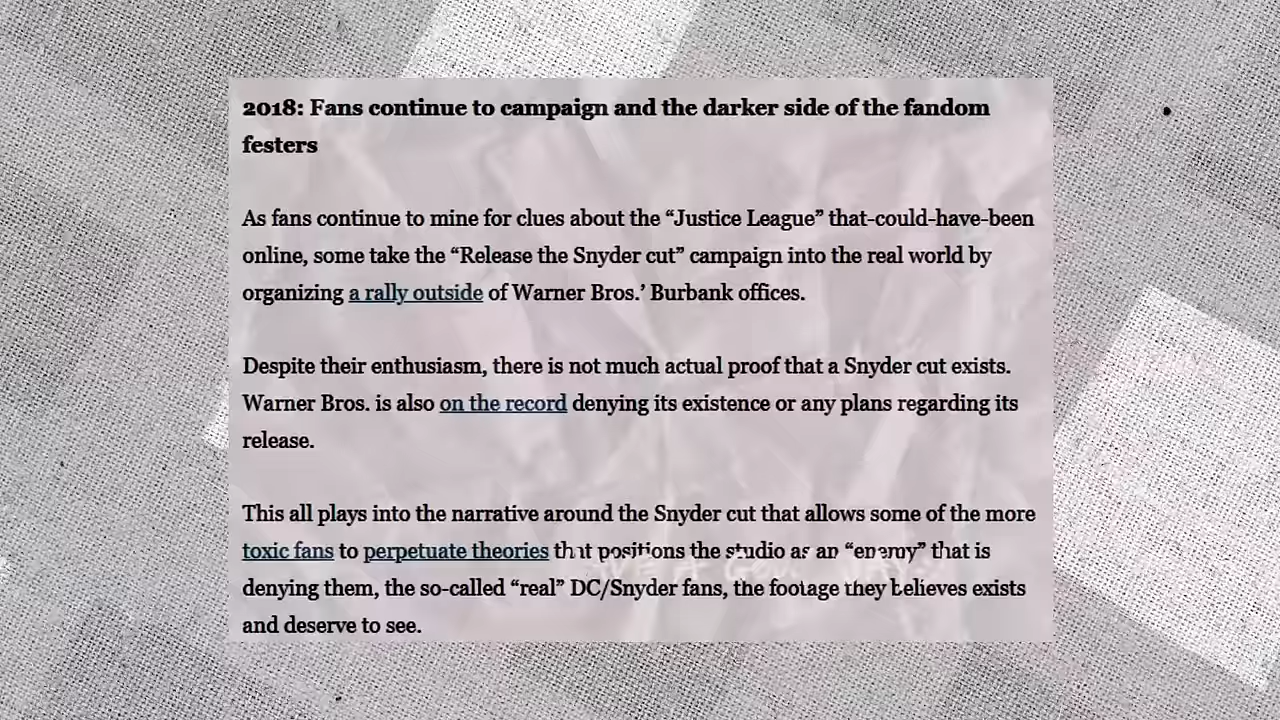 2018: Fans continue to campaign and the darker side of the fandom
festers
As fans continue to mine for clues about the “Justice League” that-could-have-been
online, some take the “Release the Snyder cut” campaign into the real world by
organizing a rally outside of Warner Bros.’ Burbank offices.
Despite their enthusiasm, there is not much actual proof that a Snyder cut exists.
Warner Bros. is also on the record denying its existence or any plans regarding its
release.
This all plays into the narrative around the Snyder cut that allows some of the more
toxic fans to perpetuate theories that positions the studio as an “enemy” that is
denying them, the so-called “real” DC/Snyder fans, the footage they believes exists
and deserve to see.